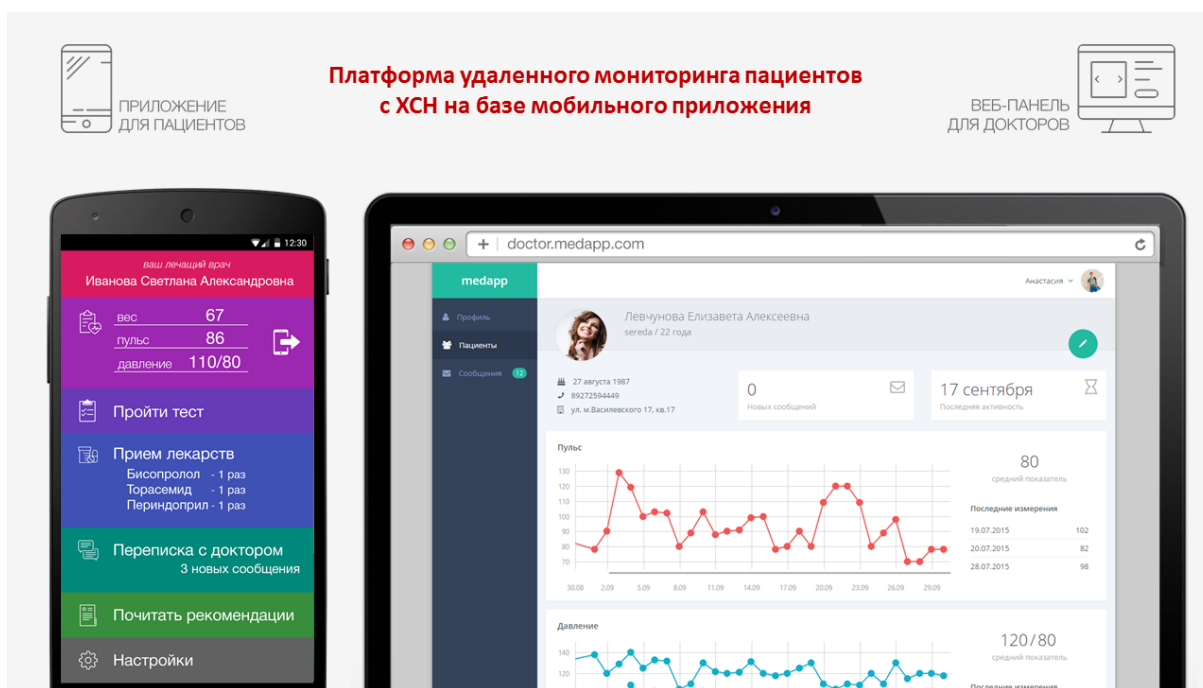 ПРИЛОЖЕНИЕ
ДЛЯ ПАЦИЕНТОВ
Платформа удаленного мониторинга пациентов
с ХСН на базе мобильного приложения
ВЕБ-ПАНЕЛЬ
ДЛЯ ДОКТОРОВ
12:30
ваш лечащий врач
Иванова Светлана Александровна
вес 67
пульс 86
давление 110/80
Пройти тест
Прием лекарств
Бисопролол - 1 раз
Торасемид - 1 раз
Периндоприл - 1 раз
Переписка с доктором
3 новых сообщения
Почитать рекомендации
Настройки
doctor.medapp.com
medapp
Анастасия
Профиль
Пациенты
Сообщения 12
Левчунова Елизавета Алексеевна
sereda / 22 года
27 августа 1987
89272594449
ул. м.Василевского 17, кв.17
0
Новых сообщений
17 сентября
Последняя активность
Пульс
130
120
110
100
90
80
70
30.08 2.09 5.09 8.09 11.09 14.09 17.09 20.09 23.09 26.09 29.09
80
средний показатель
Последние измерения
19.07.2015 102
20.07.2015 82
28.07.2015 98
Давление
140
120
120/80
средний показатель
Последние измерения